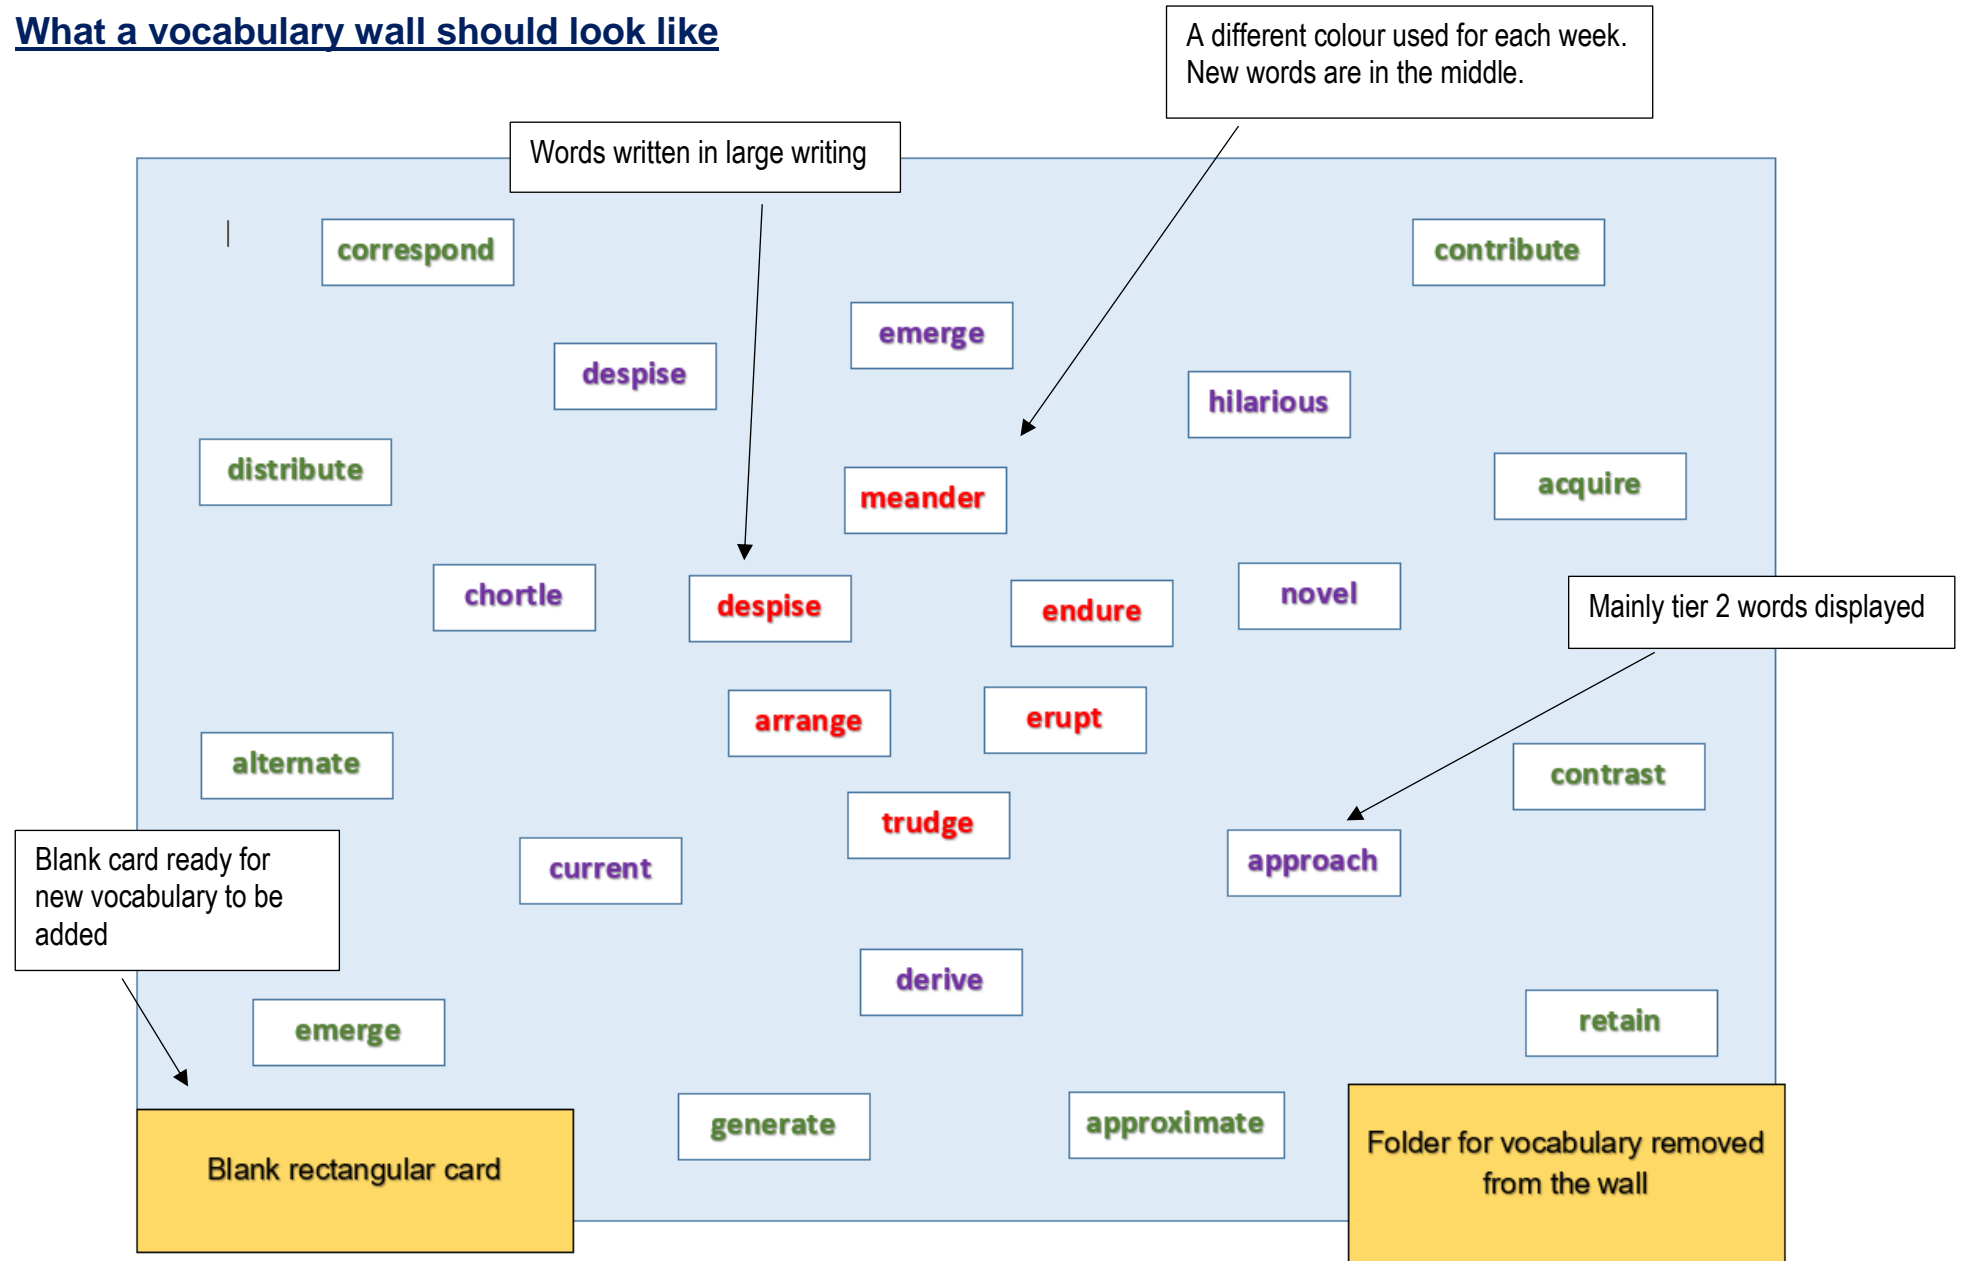 What a vocabulary wall should look like
A different colour used for each week.
New words are in the middle.
Words written in large writing
correspond
contribute
emerge
despise
hilarious
distribute
acquire
meander
chortle
despise
endure
novel
Mainly tier 2 words displayed
arrange
erupt
alternate
contrast
trudge
Blank card ready for
new vocabulary to be
added
current
approach
derive
emerge
retain
generate
approximate
Blank rectangular card
Folder for vocabulary removed
from the wall